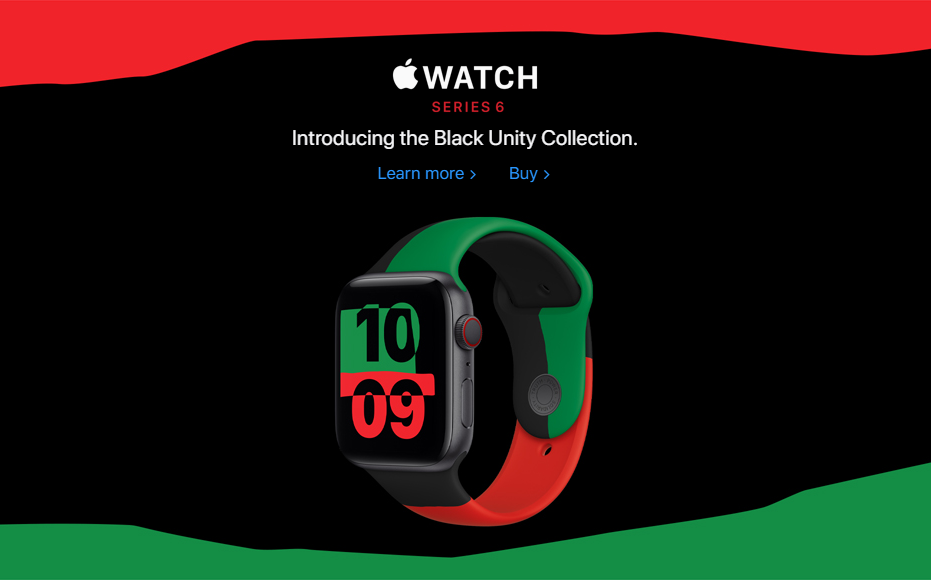 WATCH
SERIES 6
Introducing the Black Unity Collection.
Learn more >
Buy >
10
09